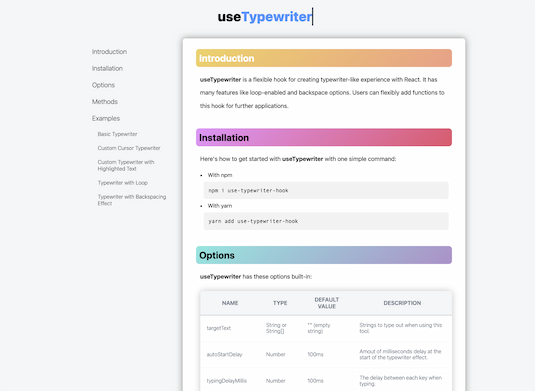 useTypewriter
Introduction
Installation
Options
Methods
Examples
Basic Typewriter
Custom Cursor Typewriter
Custom Typewriter with
Highlighted Text
Typewriter with Loop
Typewriter with Backspacing
Effect
Introduction
useTypewriter is a flexible hook for creating typewriter-like experience with React. It has
many features like loop-enabled and backspace options. Users can flexibly add functions to
this hook for further applications.
Installation
Here's how to get started with useTypewriter with one simple command:
• With npm
npm i use-typewriter-hook
• With yarn
yarn add use-typewriter-hook
Options
useTypewriter has these options built-in:
NAME TYPE DEFAULT VALUE DESCRIPTION
targetText String or String[] "" (empty string) Strings to type out when using this tool.
autoStartDelay Number 100ms Amout of milliseconds delay at the start of the typewriter effect.
typingDelayMillis Number 100ms The delay between each key when typing.